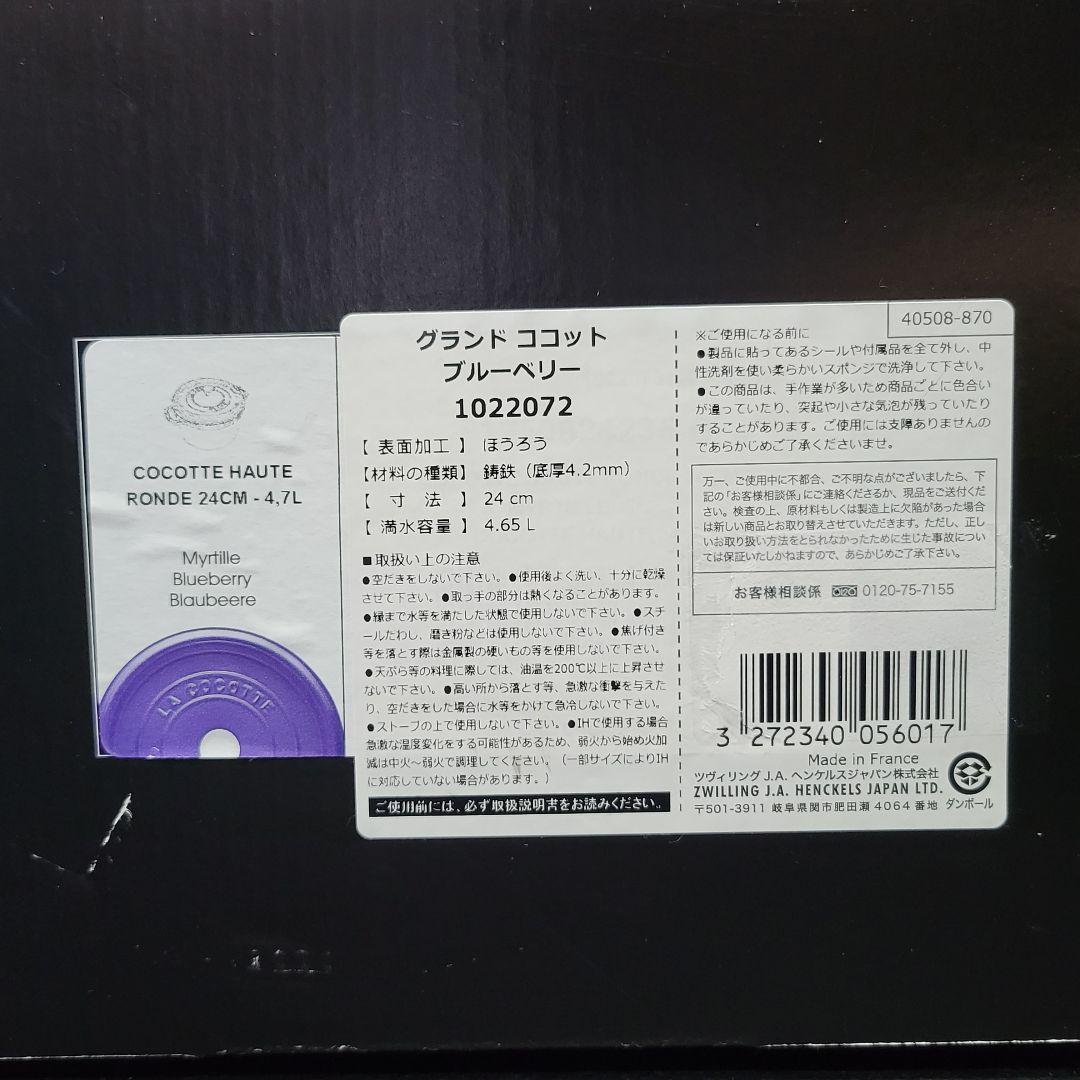 COCOTTE HAUTE
RONDE 24CM - 4,7L
Myrtille
Blueberry
Blaubeere
LA COCOTTE
グランド ココット
ブルーベリー
1022072
【 表面加工 】 ほうろう
【材料の種類】 鋳鉄（底厚4.2mm）
【 寸 法 】 24 cm
【 満水容量 】 4.65 L
■取扱い上の注意
●空だきをしないで下さい。●使用後よく洗い、十分に乾燥
させて下さい。●取っ手の部分は熱くなることがあります。
●縁まで水等を満たした状態で使用しないで下さい。●スチ
ールたわし、磨き粉などは使用しないで下さい。●焦げ付き
等を落とす際は金属製の硬いもの等を使用しないで下さい。
●天ぷら等の料理に際しては、油温を200℃以上に上昇させ
ないで下さい。●高い所から落とす等、急激な衝撃を与えた
り、空だきをした場合に水等をかけて急冷しないで下さい。
●ストーブの上で使用しないで下さい。●IHで使用する場合
急激な温度変化をする可能性があるため、弱火から始め火加
減は中火〜弱火で調理してください。（一部サイズによりIH
に対応していない場合があります。）
ご使用前には、必ず取扱説明書をお読みください。
40508-870
※ご使用になる前に
●製品に貼ってあるシールや付属品を全て外し、中
性洗剤を使い柔らかいスポンジで洗浄して下さい。
●この商品は、手作業が多いため商品ごとに色合い
が違っていたり、突起や小さな気泡が残っていたり
することがあります。ご使用には支障ありませんの
であらかじめご了承くださいませ。
万一、ご使用中に不都合、ご不明な点がございましたら、下
記の「お客様相談係」にご連絡くださるか、現品をご送付くだ
さい。検査の上、原材料もしくは製造上に欠陥があった場合
は新しい商品とお取り替えさせていただきます。ただし、正し
いお取り扱い方法をとられなかったために生じた事故につい
ては保証いたしかねますので、あらかじめご了承下さい。
お客様相談係 0120-75-7155
3 272340 056017
Made in France
ツヴィリング J.A. ヘンケルスジャパン株式会社
ZWILLING J.A. HENCKELS JAPAN LTD.
〒501-3911 岐阜県関市肥田瀬 4064 番地 ダンボール